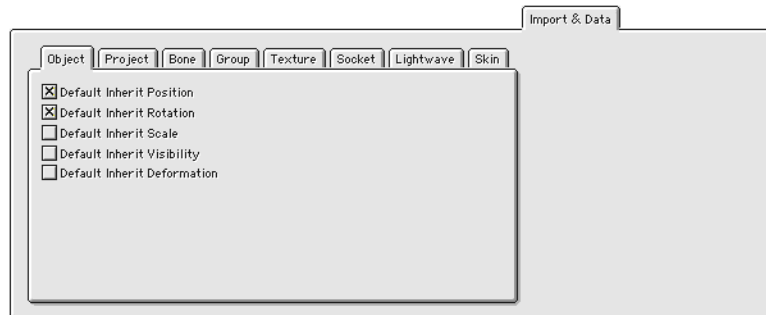 Import & Data
Object Project Bone Group Texture Socket Lightwave Skin
Default Inherit Position
Default Inherit Rotation
Default Inherit Scale
Default Inherit Visibility
Default Inherit Deformation